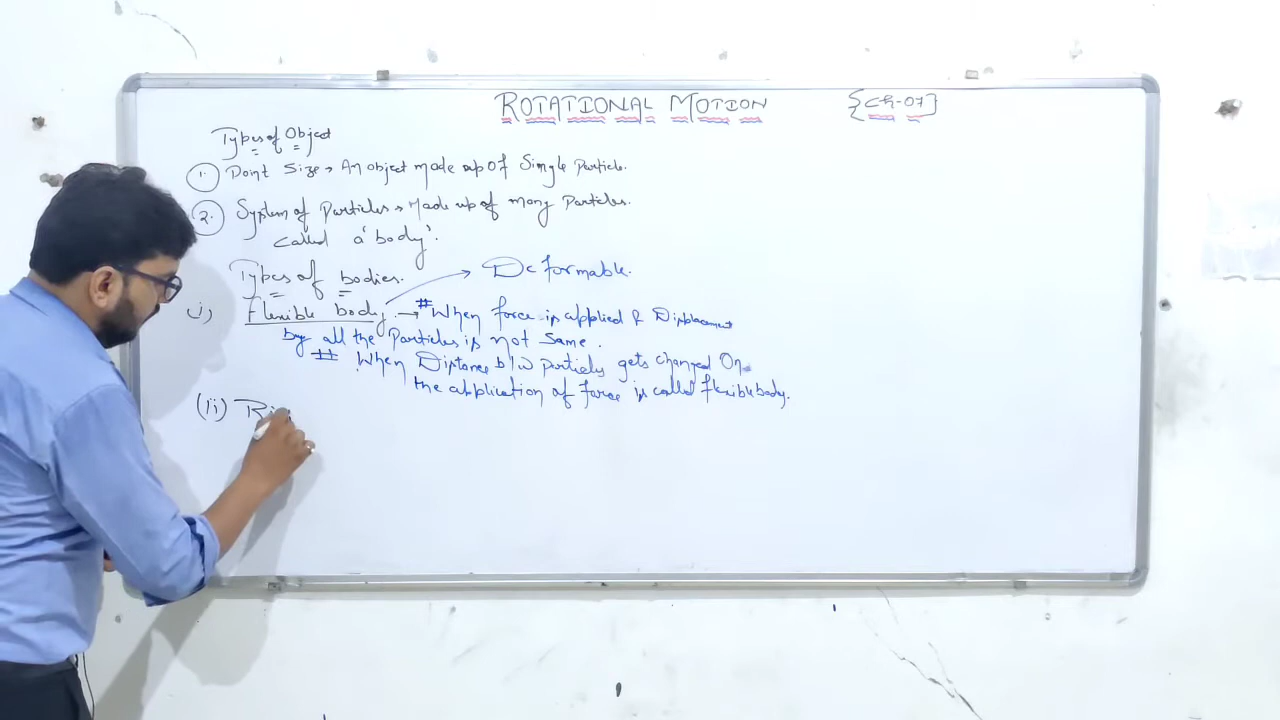 ROTATIONAL MOTION {Ch-07}
Types of Object
1. Point Size → An object made up of Single Particle.
2. System of Particles → Made up of many Particles.
called a 'body'.
Types of bodies.
i) Flexible body. → # When force is applied & Displacement
Deformable.
by all the Particles is not same.
# When Distance b/w particles gets changed On
the application of force is called flexible body.
(ii) Ri